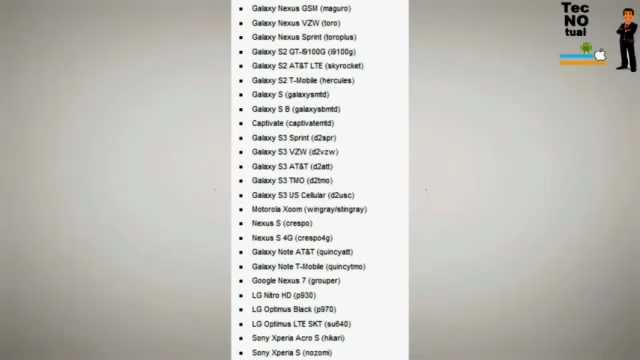 Tec
NO
tual
Galaxy Nexus GSM (maguro)
Galaxy Nexus VZW (toro)
Galaxy Nexus Sprint (toroplus)
Galaxy S2 GT-I9100G (i9100g)
Galaxy S2 AT&T LTE (skyrocket)
Galaxy S2 T-Mobile (hercules)
Galaxy S (galaxysmtd)
Galaxy S B (galaxysbmtd)
Captivate (captivatemtd)
Galaxy S3 Sprint (d2spr)
Galaxy S3 VZW (d2vzw)
Galaxy S3 AT&T (d2att)
Galaxy S3 TMO (d2tmo)
Galaxy S3 US Cellular (d2usc)
Motorola Xoom (wingray/stingray)
Nexus S (crespo)
Nexus S 4G (crespo4g)
Galaxy Note AT&T (quincyatt)
Galaxy Note T-Mobile (quincytmo)
Google Nexus 7 (grouper)
LG Nitro HD (p930)
LG Optimus Black (p970)
LG Optimus LTE SKT (su640)
Sony Xperia Acro S (hikari)
Sony Xperia S (nozomi)